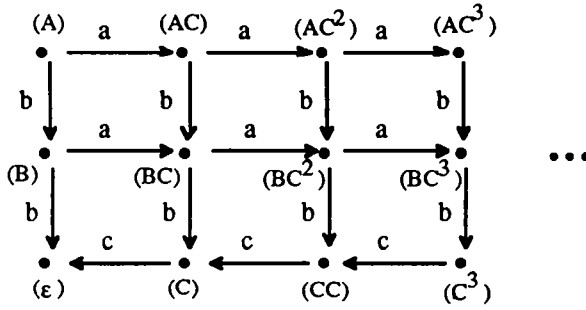 (A) a (AC) a (AC²) a (AC³)
b b b b
a a a
(B) (BC) (BC²) (BC³) ...
b b b b
c c c
(ε) (C) (CC) (C³)